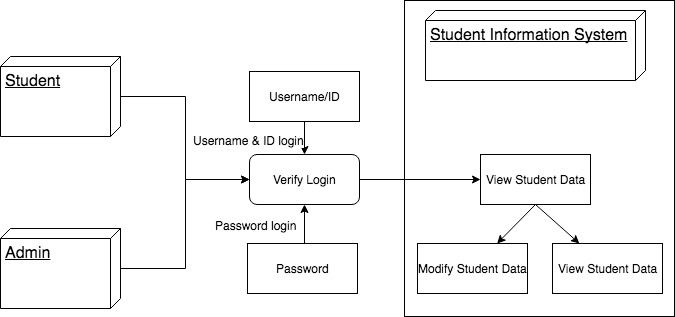 Student Information System
Student
Username/ID
Username & ID login
Verify Login
View Student Data
Password login
Admin
Password
Modify Student Data
View Student Data